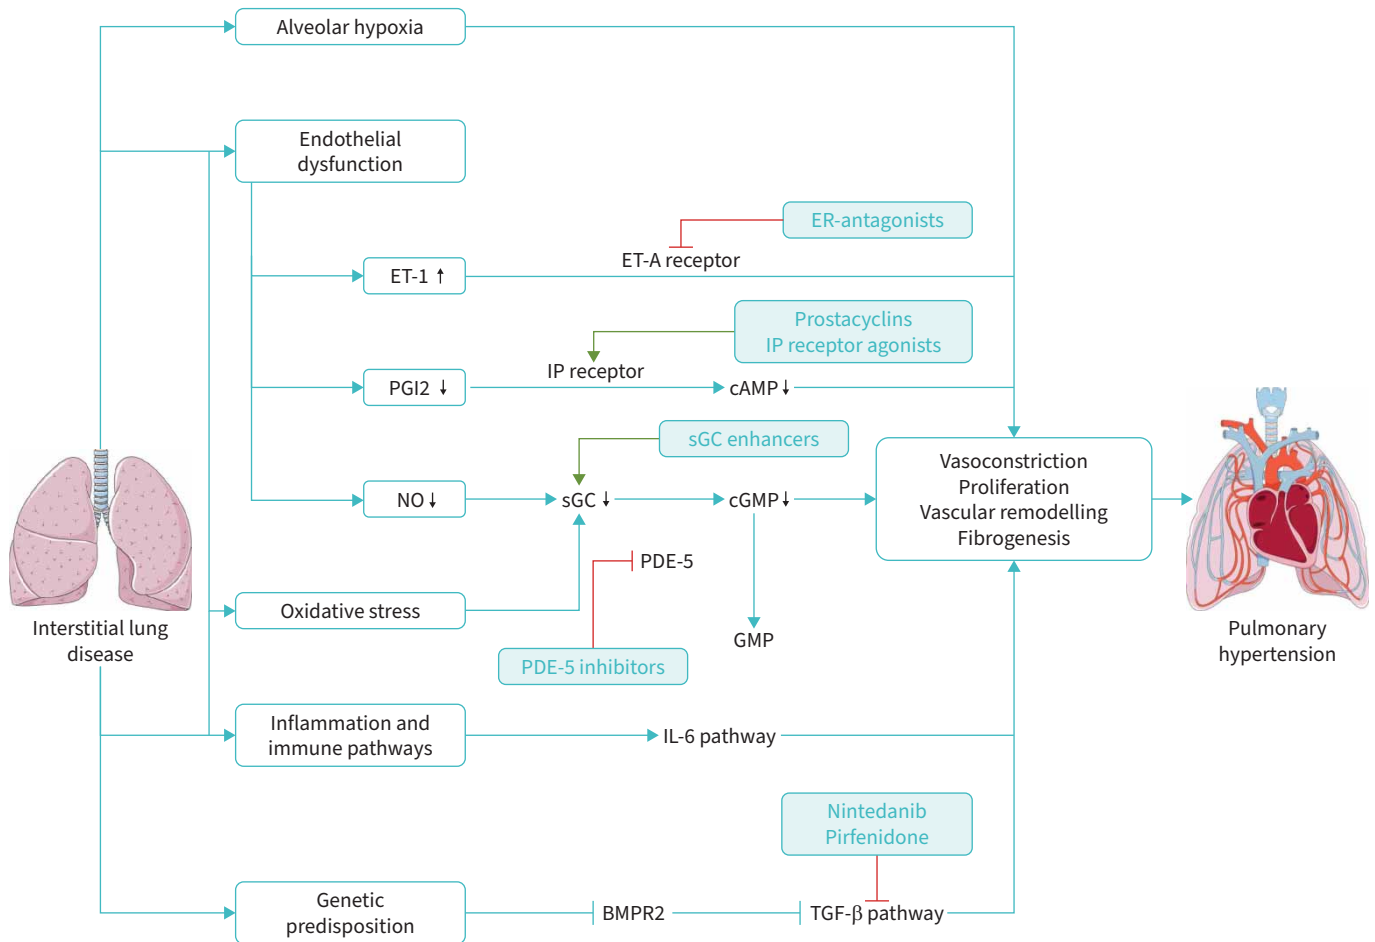 Alveolar hypoxia
Endothelial
dysfunction
ER-antagonists
ET-A receptor
ET-1 ↑
Prostacyclins
IP receptor agonists
IP receptor
PGI2 ↓
cAMP ↓
sGC enhancers
NO ↓
sGC ↓
cGMP ↓
Vasoconstriction
Proliferation
Vascular remodelling
Fibrogenesis
PDE-5
Oxidative stress
Interstitial lung
disease
GMP
Pulmonary
hypertension
PDE-5 inhibitors
Inflammation and
immune pathways
IL-6 pathway
Nintedanib
Pirfenidone
Genetic
predisposition
BMPR2
TGF-β pathway